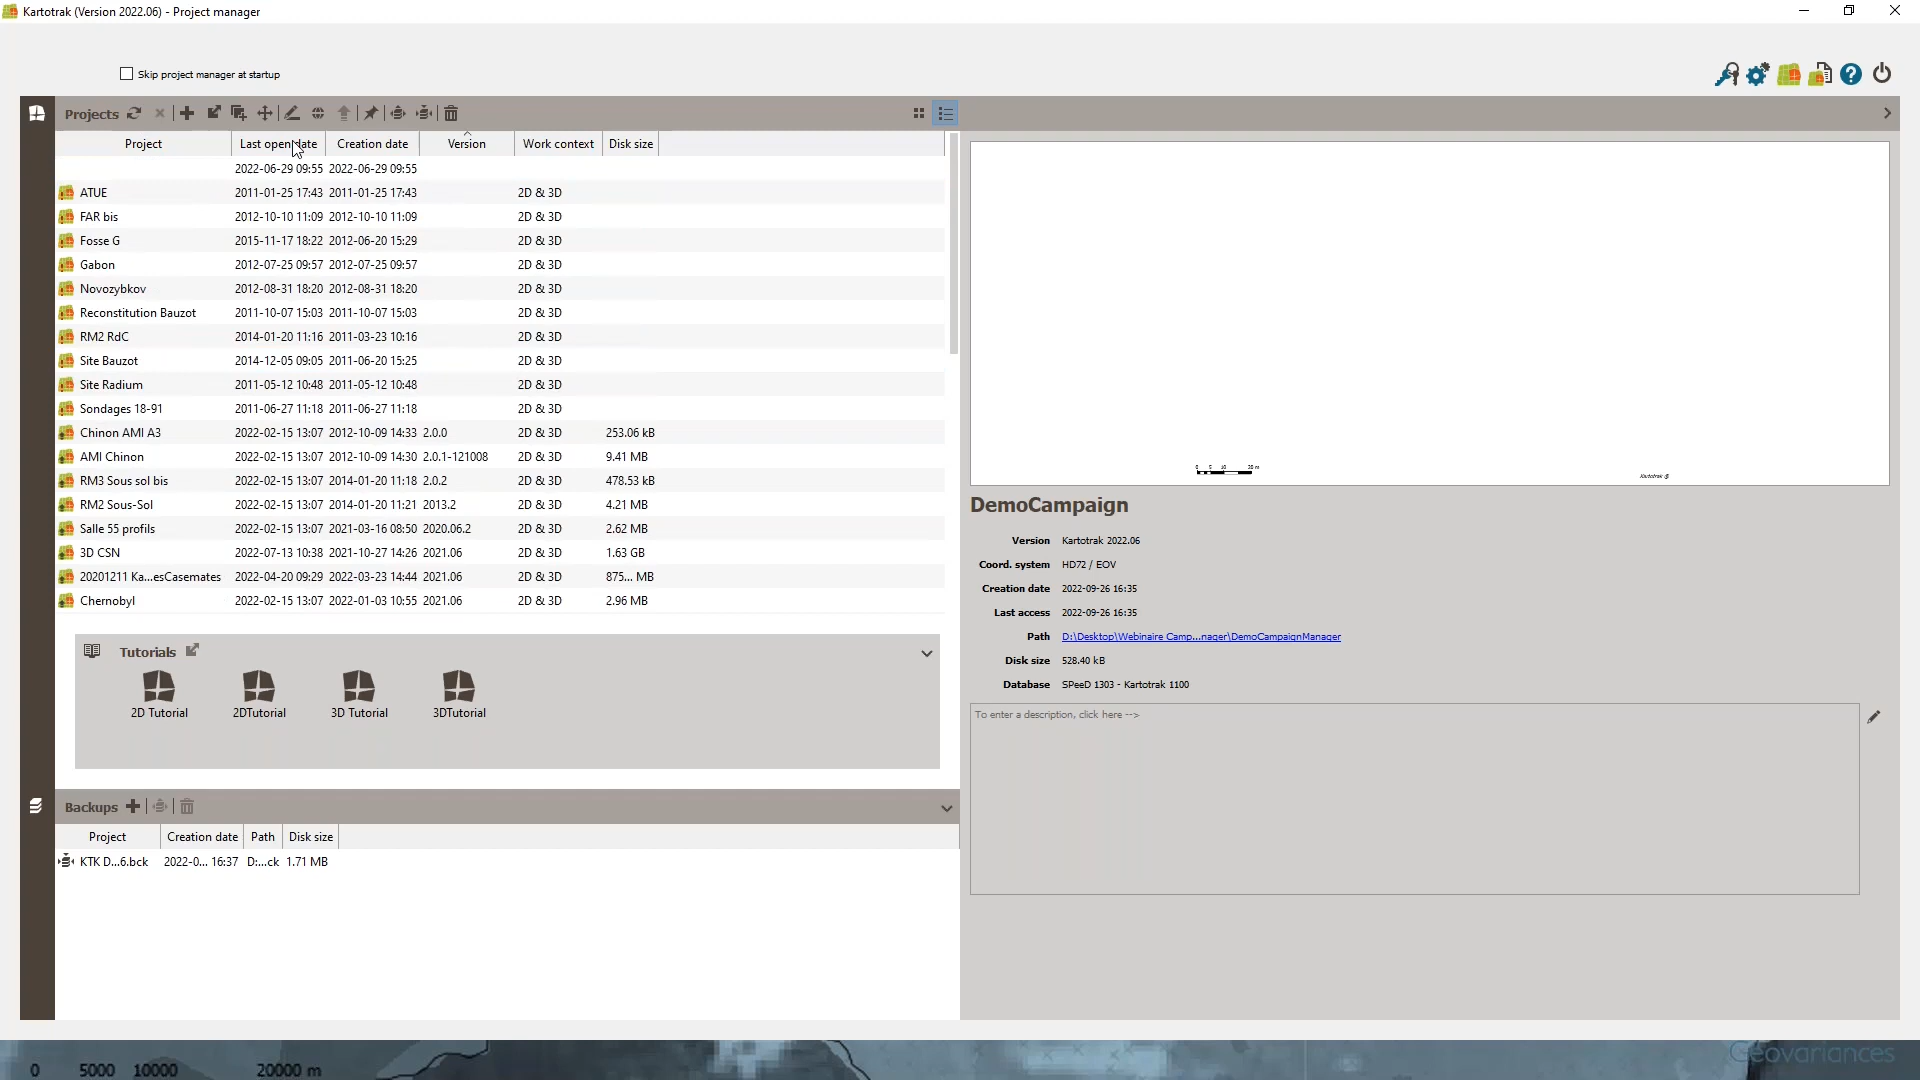 Kartotrak (Version 2022.06) - Project manager
Skip project manager at startup
Projects
Project Last open date Creation date Version Work context Disk size
2022-06-29 09:55 2022-06-29 09:55
ATUE 2011-01-25 17:43 2011-01-25 17:43 2D & 3D
FAR bis 2012-10-10 11:09 2012-10-10 11:09 2D & 3D
Fosse G 2015-11-17 18:22 2012-06-20 15:29 2D & 3D
Gabon 2012-07-25 09:57 2012-07-25 09:57 2D & 3D
Novozybkov 2012-08-31 18:20 2012-08-31 18:20 2D & 3D
Reconstitution Bauzot 2011-10-07 15:03 2011-10-07 15:03 2D & 3D
RM2 RdC 2014-01-20 11:16 2011-03-23 10:16 2D & 3D
Site Bauzot 2014-12-05 09:05 2011-06-20 15:25 2D & 3D
Site Radium 2011-05-12 10:48 2011-05-12 10:48 2D & 3D
Sondages 18-91 2011-06-27 11:18 2011-06-27 11:18 2D & 3D
Chinon AMI A3 2022-02-15 13:07 2012-10-09 14:33 2.0.0 2D & 3D 253.06 kB
AMI Chinon 2022-02-15 13:07 2012-10-09 14:30 2.0.1-121008 2D & 3D 9.41 MB
RM3 Sous sol bis 2022-02-15 13:07 2014-01-20 11:18 2.0.2 2D & 3D 478.53 kB
RM2 Sous-Sol 2022-02-15 13:07 2014-01-20 11:21 2013.2 2D & 3D 4.21 MB
Salle 55 profils 2022-02-15 13:07 2021-03-16 08:50 2020.06.2 2D & 3D 2.62 MB
3D CSN 2022-07-13 10:38 2021-10-27 14:26 2021.06 2D & 3D 1.63 GB
20201211 Ka...esCasemates 2022-04-20 09:29 2022-03-23 14:44 2021.06 2D & 3D 875... MB
Chernobyl 2022-02-15 13:07 2022-01-03 10:55 2021.06 2D & 3D 2.96 MB
Tutorials
2D Tutorial 2DTutorial 3D Tutorial 3DTutorial
Backups
Project Creation date Path Disk size
KTK D...6.bck 2022-0... 16:37 D:...ck 1.71 MB
0 5 10 20 m
Kartotrak ®
DemoCampaign
Version Kartotrak 2022.06
Coord. system HD72 / EOV
Creation date 2022-09-26 16:35
Last access 2022-09-26 16:35
Path D:\Desktop\Webinaire Camp...nager\DemoCampaignManager
Disk size 528.40 kB
Database SPeeD 1303 - Kartotrak 1100
To enter a description, click here -->
0 5000 10000 20000 m
Geovariances